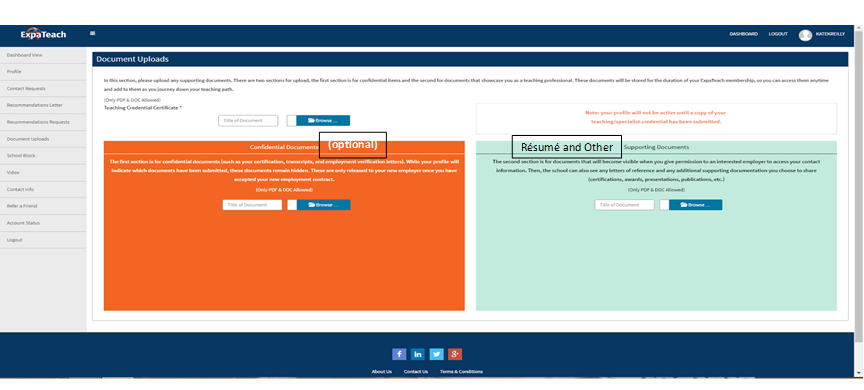 ExpaTeach
DASHBOARD LOGOUT KATEKREILLY
Dashboard View
Profile
Contact Requests
Recommendations Letter
Recommendations Requests
Document Uploads
School Block
Video
Contact Info
Refer a Friend
Account Status
Logout
Document Uploads
In this section, please upload any supporting documents. There are two sections for upload, the first section is for confidential items and the second for documents that showcase you as a teaching professional. These documents will be stored for the duration of your ExpaTeach membership, so you can access them anytime
and add to them as you journey down your teaching path.
(Only PDF & DOC Allowed)
Teaching Credential Certificate *
Title of Document Browse ...
Note: your profile will not be active until a copy of your
teaching/specialist credential has been submitted.
Confidential Documents (optional)
The first section is for confidential documents (such as your certification, transcripts, and employment verification letters). While your profile will
indicate which documents have been submitted, these documents remain hidden. These are only released to your new employer once you have
accepted your new employment contract.
(Only PDF & DOC Allowed)
Title of Document Browse ...
Résumé and Other Supporting Documents
The second section is for documents that will become visible when you give permission to an interested employer to access your contact
information. Then, the school can also see any letters of reference and any additional supporting documentation you choose to share
(certifications, awards, presentations, publications, etc.)
(Only PDF & DOC Allowed)
Title of Document Browse ...
f in g+
About Us Contact Us Terms & Conditions